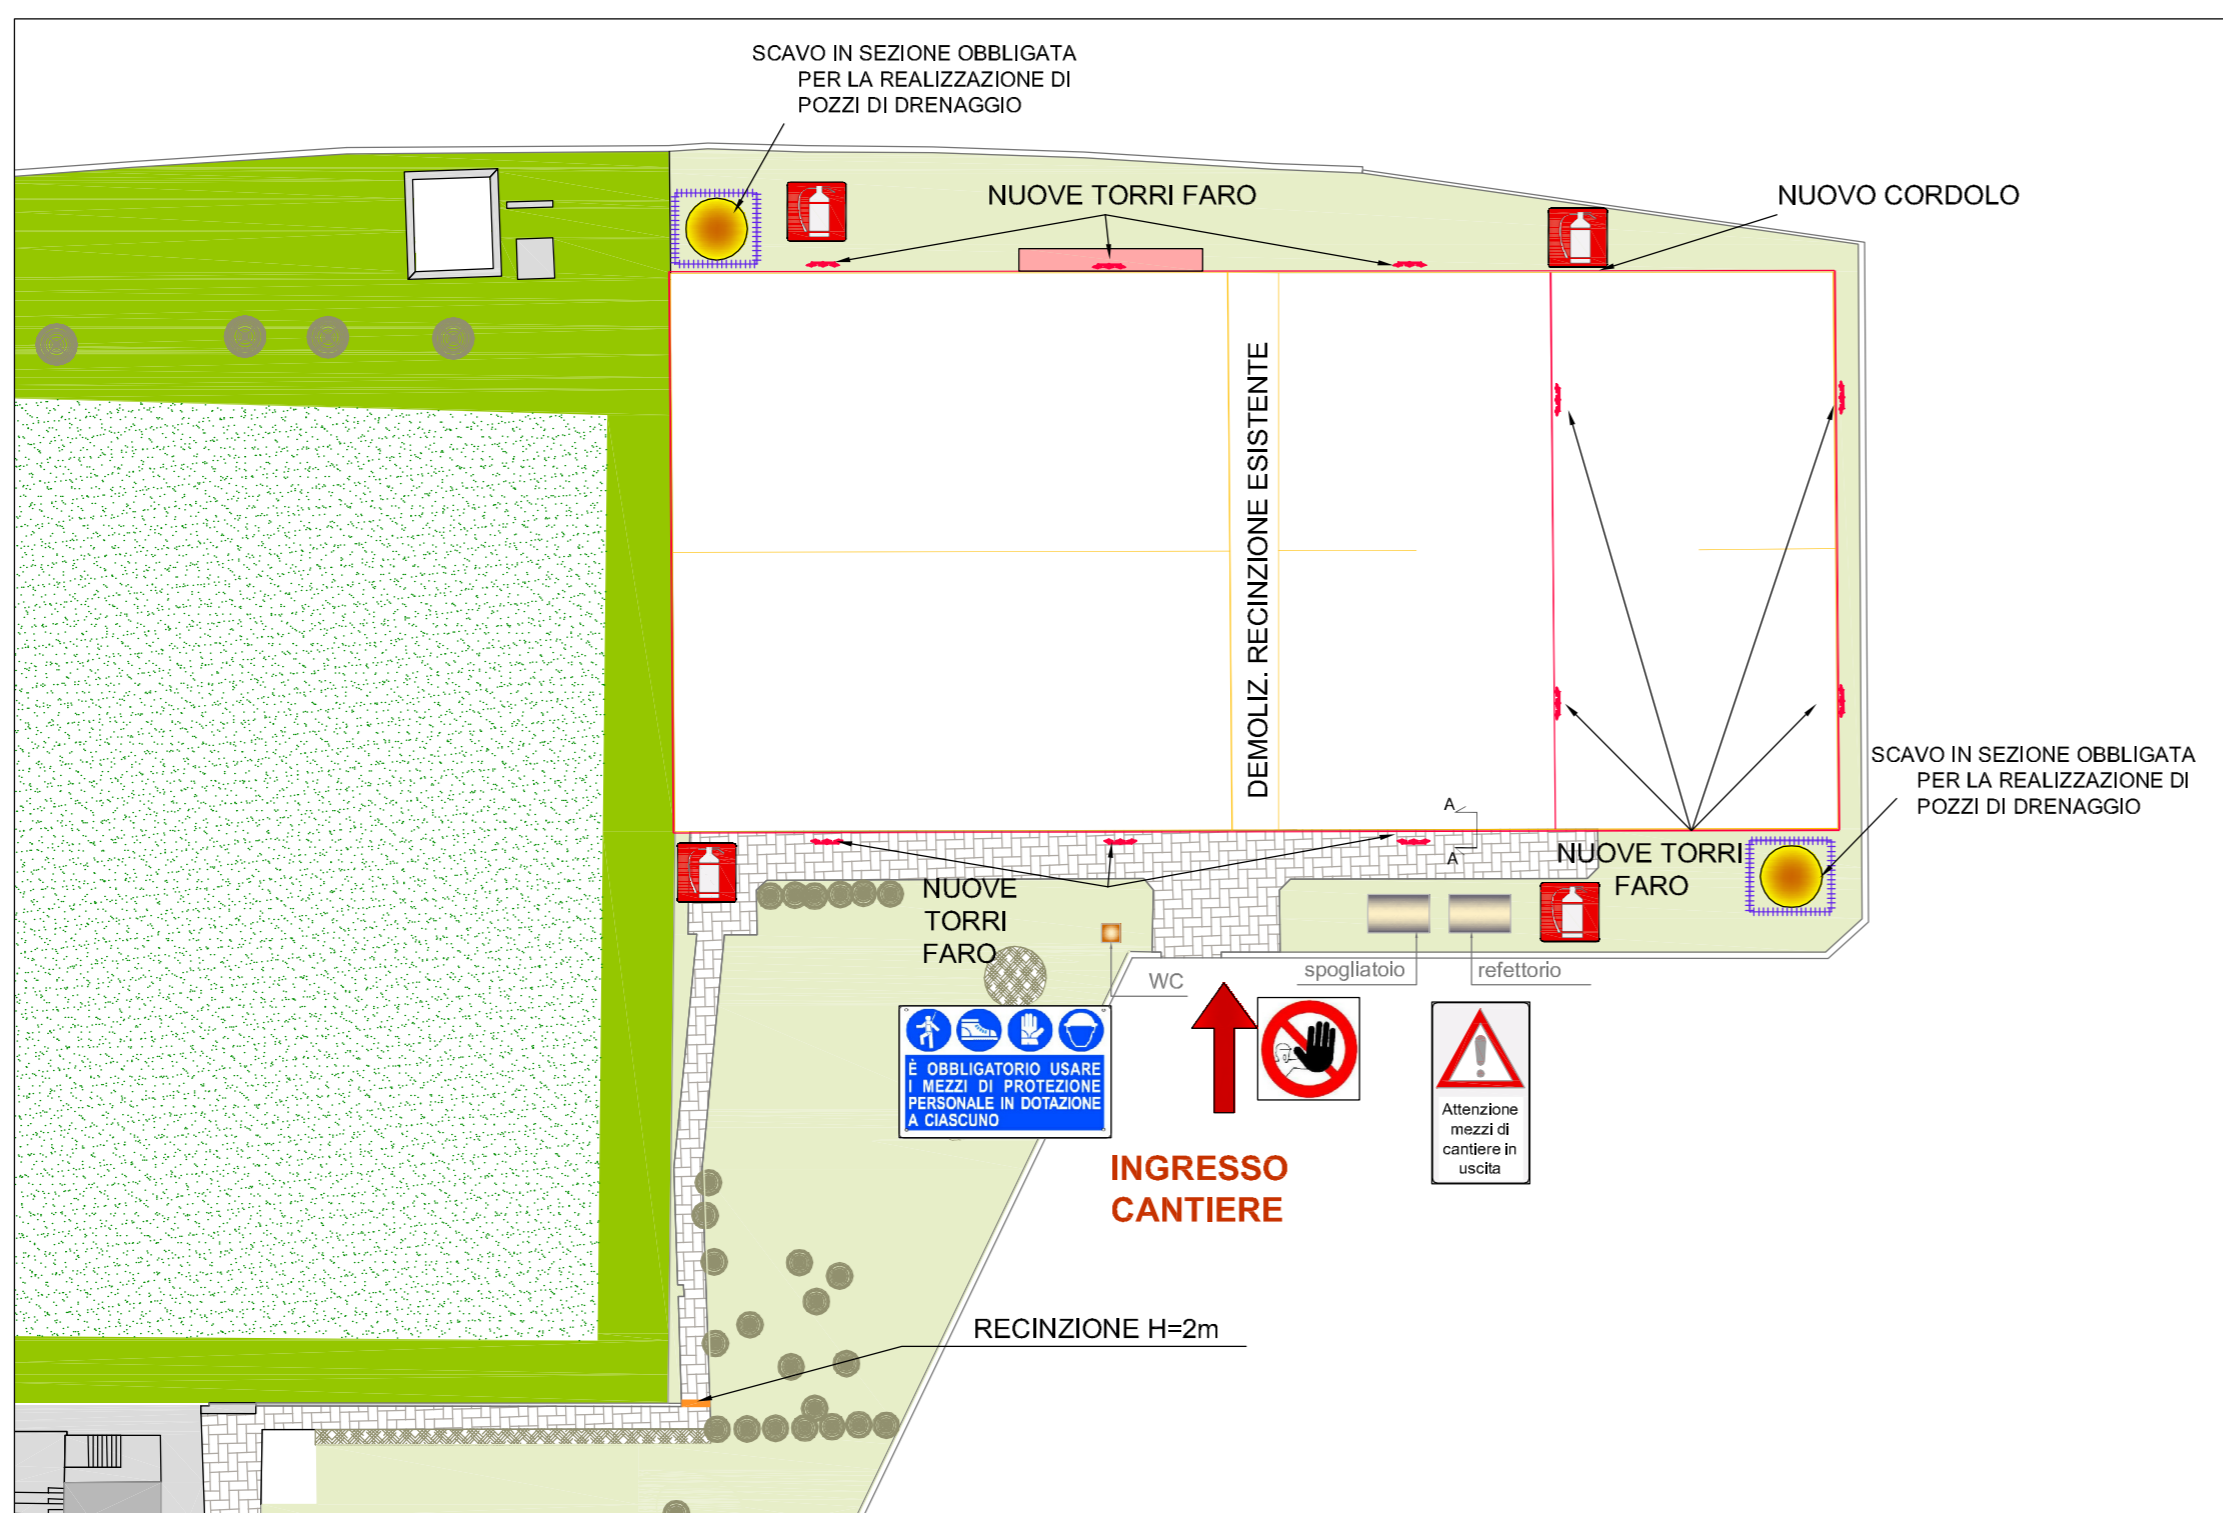 SCAVO IN SEZIONE OBBLIGATA
PER LA REALIZZAZIONE DI
POZZI DI DRENAGGIO
NUOVE TORRI FARO
NUOVO CORDOLO
DEMOLIZ. RECINZIONE ESISTENTE
SCAVO IN SEZIONE OBBLIGATA
PER LA REALIZZAZIONE DI
POZZI DI DRENAGGIO
A
A
NUOVE TORRI
FARO
NUOVE
TORRI
FARO
WC
spogliatoio
refettorio
È OBBLIGATORIO USARE
I MEZZI DI PROTEZIONE
PERSONALE IN DOTAZIONE
A CIASCUNO
Attenzione
mezzi di
cantiere in
uscita
INGRESSO
CANTIERE
RECINZIONE H=2m